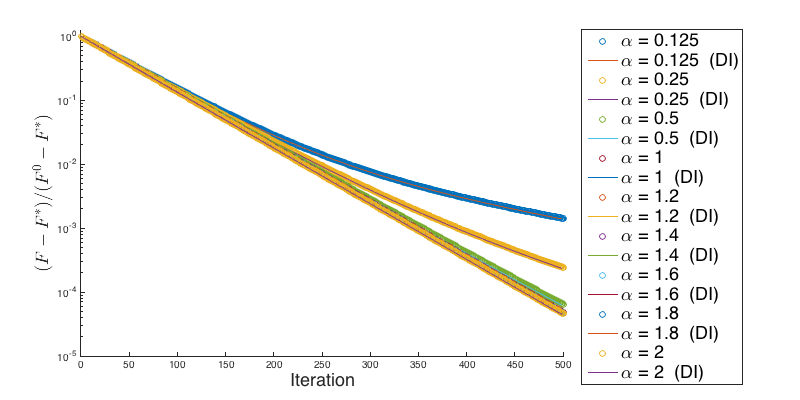 10^0
10^-1
10^-2
10^-3
10^-4
10^-5
(F − F*)/(F^0 − F*)
0 50 100 150 200 250 300 350 400 450 500
Iteration
α = 0.125
α = 0.125 (DI)
α = 0.25
α = 0.25 (DI)
α = 0.5
α = 0.5 (DI)
α = 1
α = 1 (DI)
α = 1.2
α = 1.2 (DI)
α = 1.4
α = 1.4 (DI)
α = 1.6
α = 1.6 (DI)
α = 1.8
α = 1.8 (DI)
α = 2
α = 2 (DI)